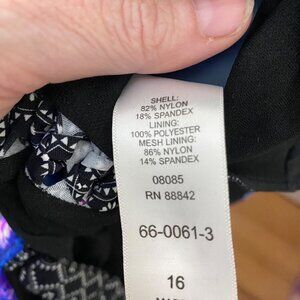 SHELL:
82% NYLON
18% SPANDEX
LINING:
100% POLYESTER
MESH LINING:
86% NYLON
14% SPANDEX
08085
RN 88842
66-0061-3
16